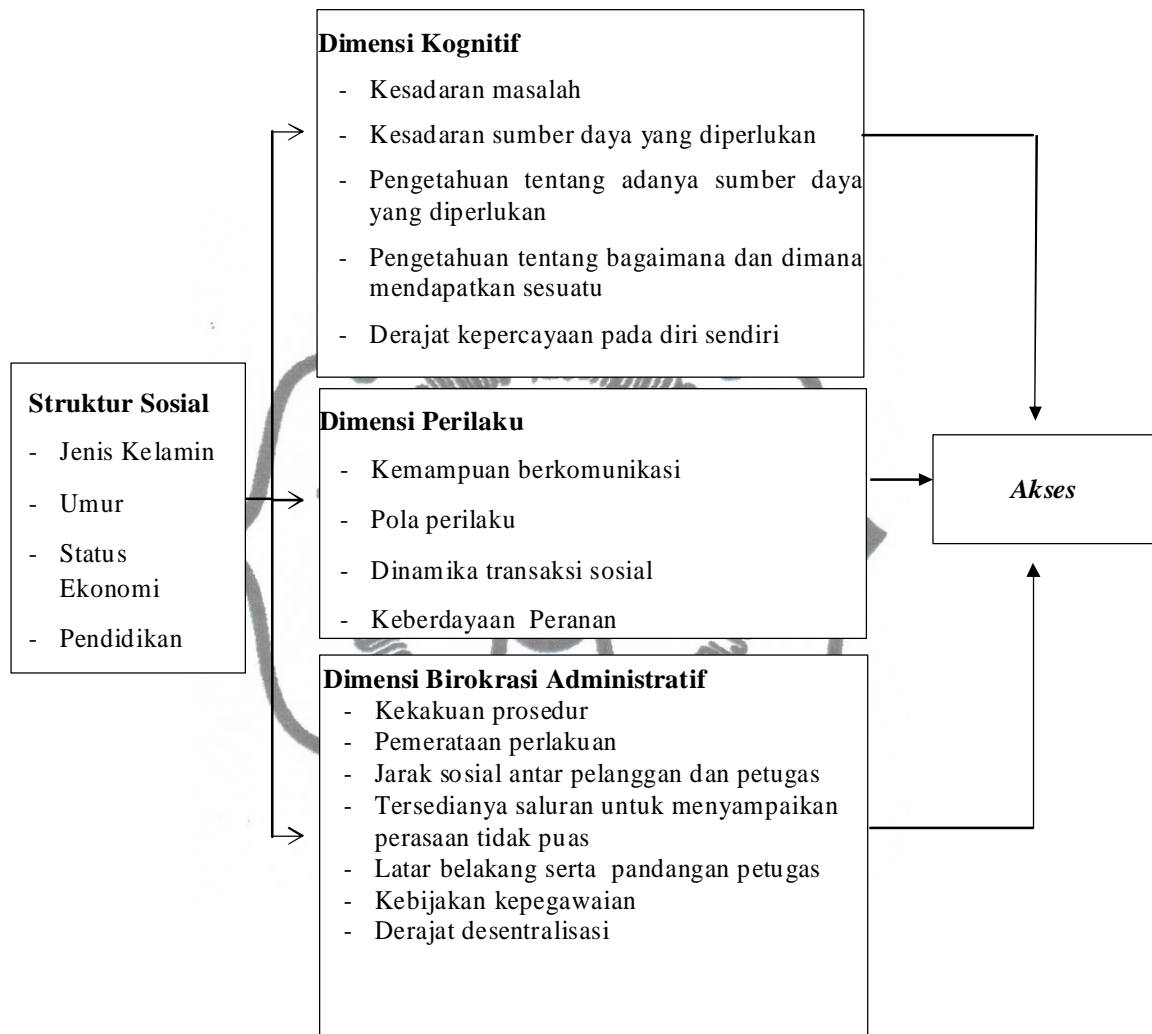 Struktur Sosial
- Jenis Kelamin
- Umur
- Status
Ekonomi
- Pendidikan
Dimensi Kognitif
- Kesadaran masalah
- Kesadaran sumber daya yang diperlukan
- Pengetahuan tentang adanya sumber daya
yang diperlukan
- Pengetahuan tentang bagaimana dan dimana
mendapatkan sesuatu
- Derajat kepercayaan pada diri sendiri
Dimensi Perilaku
- Kemampuan berkomunikasi
- Pola perilaku
- Dinamika transaksi sosial
- Keberdayaan Peranan
Dimensi Birokrasi Administratif
- Kekakuan prosedur
- Pemerataan perlakuan
- Jarak sosial antar pelanggan dan petugas
- Tersedianya saluran untuk menyampaikan
perasaan tidak puas
- Latar belakang serta pandangan petugas
- Kebijakan kepegawaian
- Derajat desentralisasi
Akses